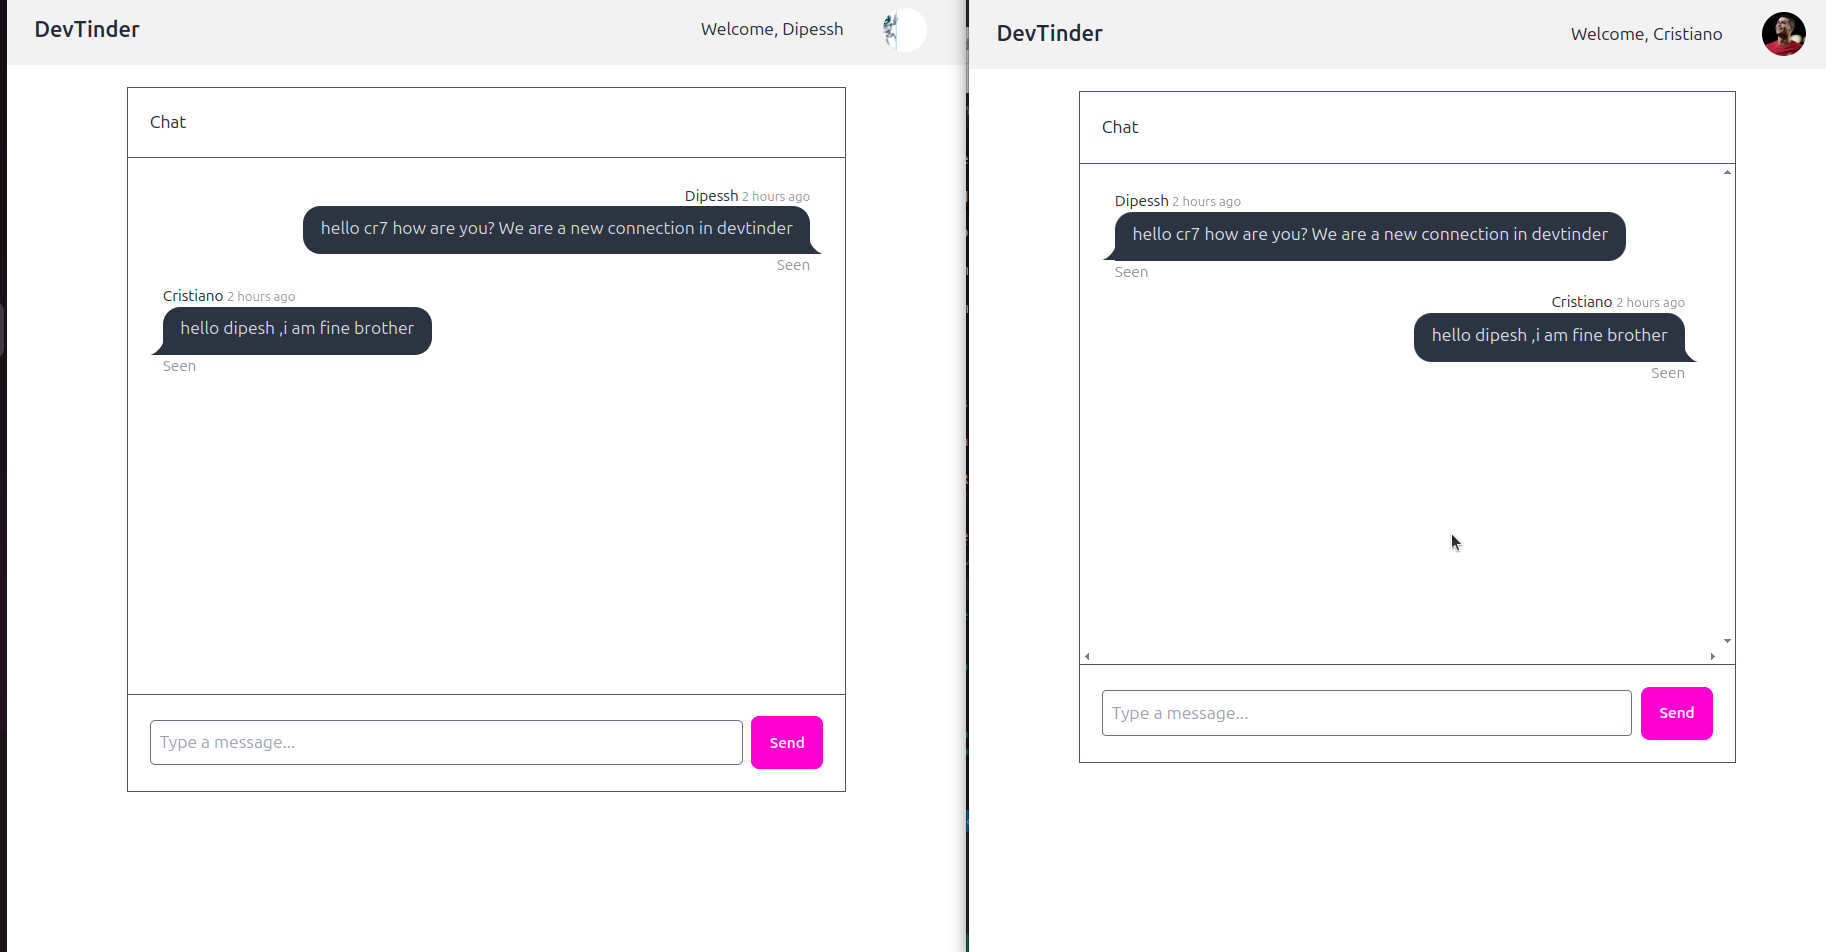 DevTinder
Welcome, Dipessh
Chat
Dipessh 2 hours ago
hello cr7 how are you? We are a new connection in devtinder
Seen
Cristiano 2 hours ago
hello dipesh ,i am fine brother
Seen
Type a message...
Send
DevTinder
Welcome, Cristiano
Chat
Dipessh 2 hours ago
hello cr7 how are you? We are a new connection in devtinder
Seen
Cristiano 2 hours ago
hello dipesh ,i am fine brother
Seen
Type a message...
Send